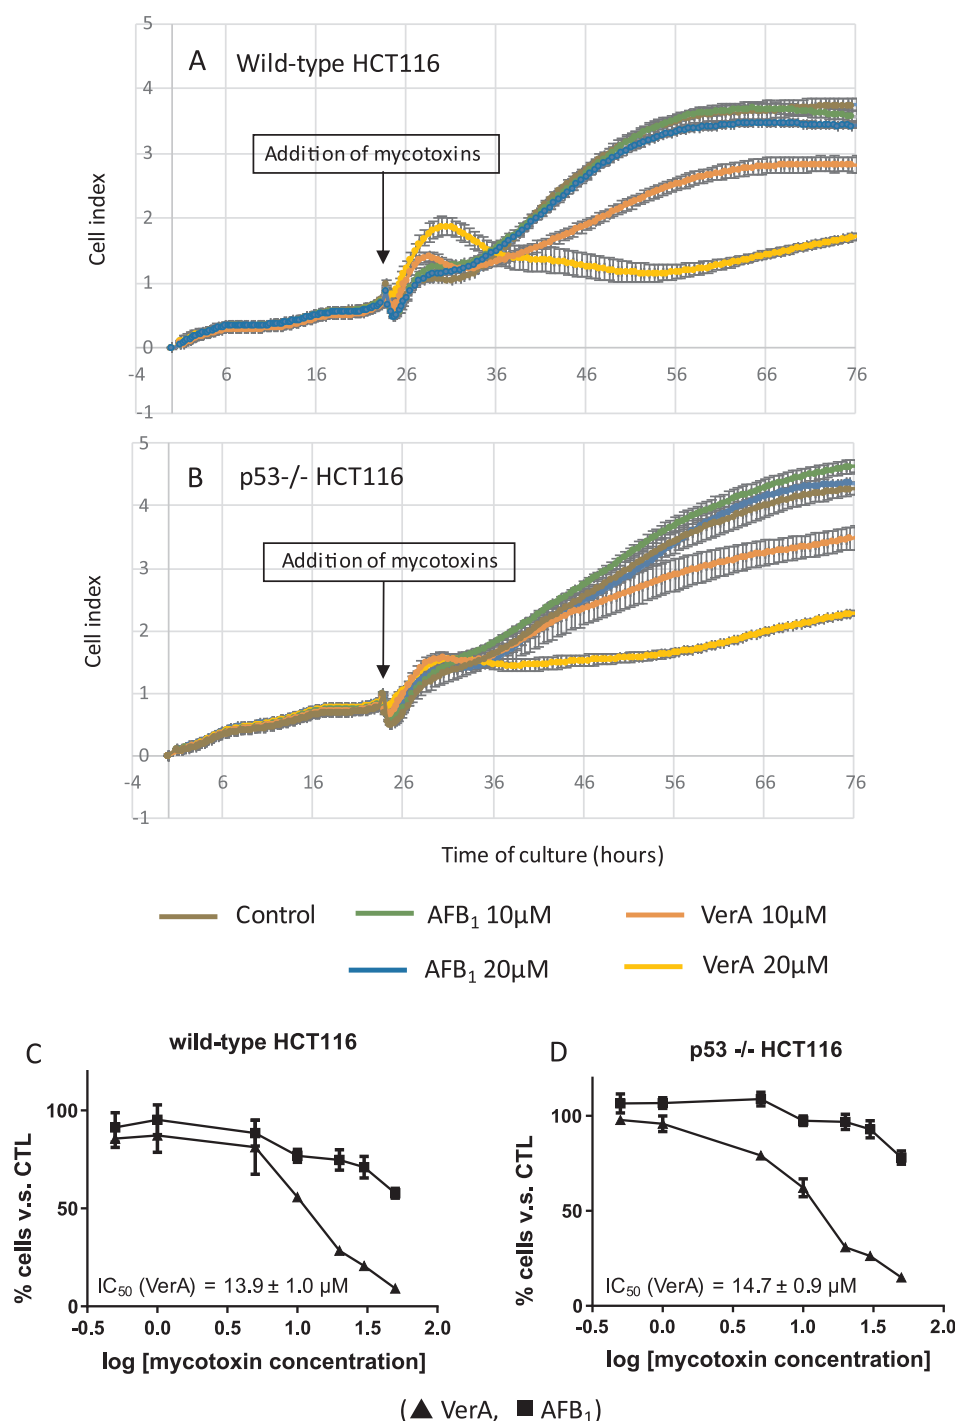 5
A Wild-type HCT116
4
Addition of mycotoxins
3
Cell index
2
1
0
-4 6 16 26 36 46 56 66 76
-1
5
B p53-/- HCT116
4
Addition of mycotoxins
3
Cell index
2
1
0
-4 6 16 26 36 46 56 66 76
-1
Time of culture (hours)
Control AFB₁ 10µM VerA 10µM
AFB₁ 20µM VerA 20µM
C wild-type HCT116
% cells v.s. CTL
100
50
0
IC₅₀ (VerA) = 13.9 ± 1.0 µM
-0.5 0.0 0.5 1.0 1.5 2.0
log [mycotoxin concentration]
D p53 -/- HCT116
% cells v.s. CTL
100
50
0
IC₅₀ (VerA) = 14.7 ± 0.9 µM
-0.5 0.0 0.5 1.0 1.5 2.0
log [mycotoxin concentration]
(▲ VerA, ■ AFB₁)